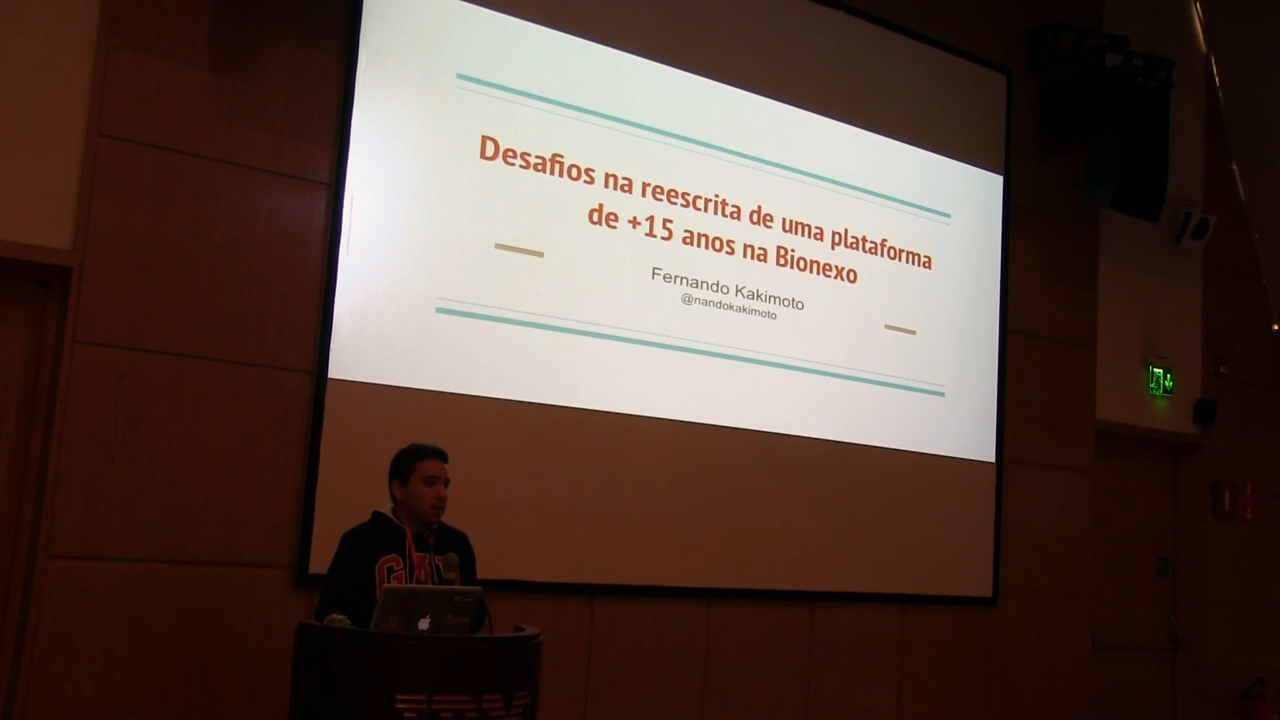 Desafios na reescrita de uma plataforma
de +15 anos na Bionexo
Fernando Kakimoto
@nandokakimoto